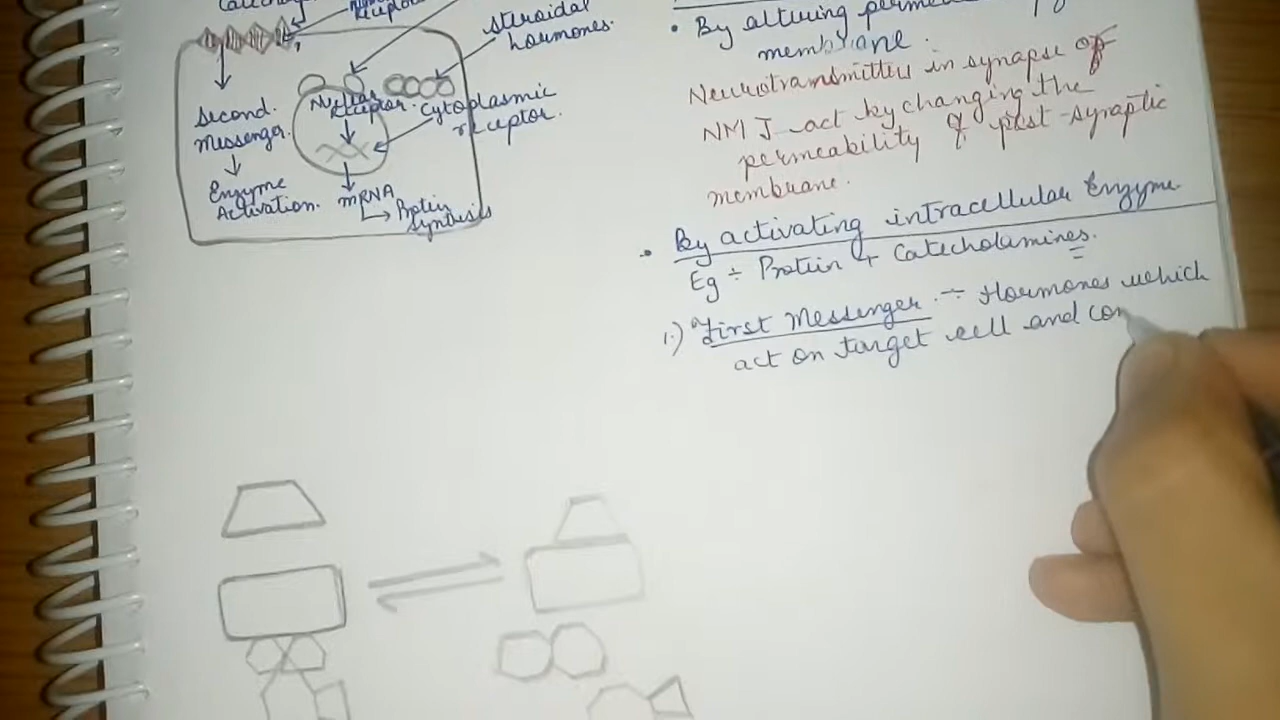 steroidal
hormones.
Second
Messenger.
Enzyme
Activation.
receptor.
mRNA
Protein
synthesis
cytoplasmic
receptor.
• By altering
membrane.
Neurotransmitter in synapse of
NMJ act by changing the
permeability of post-synaptic
membrane.
• By activating intracellular Enzyme
Eg ÷ Protein + Catecholamines.
1.) First Messenger ÷ Hormones which
act on target cell and con